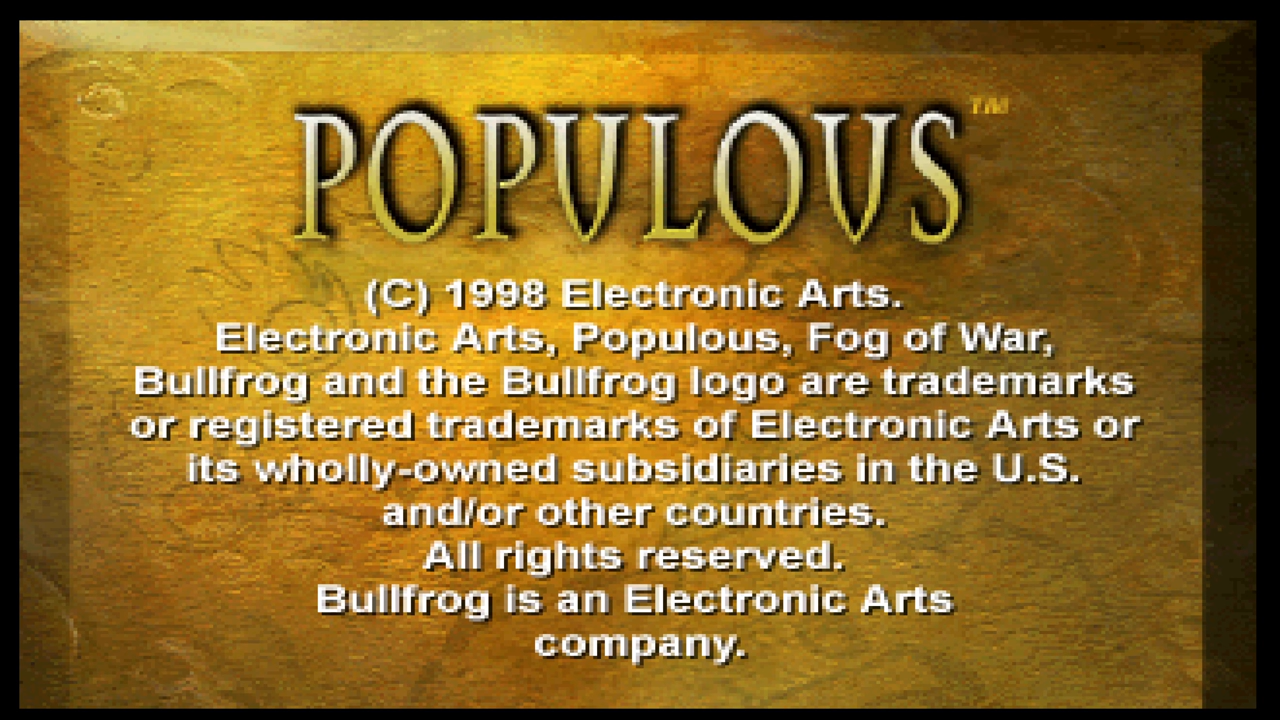 POPULOUS™
(C) 1998 Electronic Arts.
Electronic Arts, Populous, Fog of War,
Bullfrog and the Bullfrog logo are trademarks
or registered trademarks of Electronic Arts or
its wholly-owned subsidiaries in the U.S.
and/or other countries.
All rights reserved.
Bullfrog is an Electronic Arts
company.